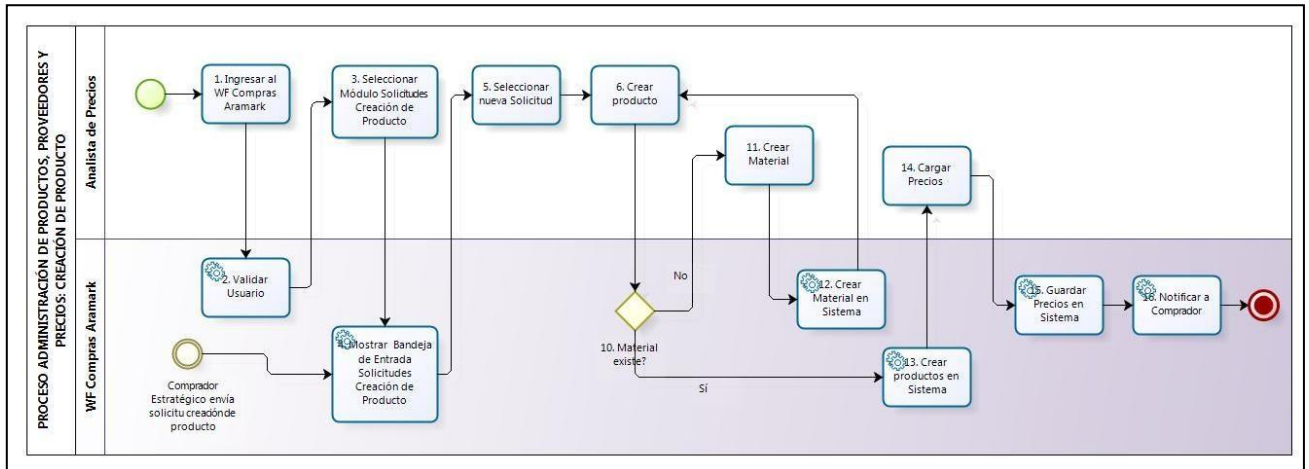 PROCESO ADMINISTRACIÓN DE PRODUCTOS, PROVEEDORES Y
PRECIOS: CREACIÓN DE PRODUCTO
Analista de Precios
WF Compras Aramark
1. Ingresar al
WF Compras
Aramark
2. Validar
Usuario
3. Seleccionar
Módulo Solicitudes
Creación de
Producto
Comprador
Estratégico envía
solicitu creadón de
producto
4. Mostrar Bandeja
de Entrada
Solicitudes
Creación de
Producto
5. Seleccionar
nueva Solicitud
6. Crear
producto
10. Material
existe?
No
Sí
11. Crear
Material
12. Crear
Material en
Sistema
13. Crear
productos en
Sistema
14. Cargar
Precios
15. Guardar
Precios en
Sistema
16. Notificar a
Comprador